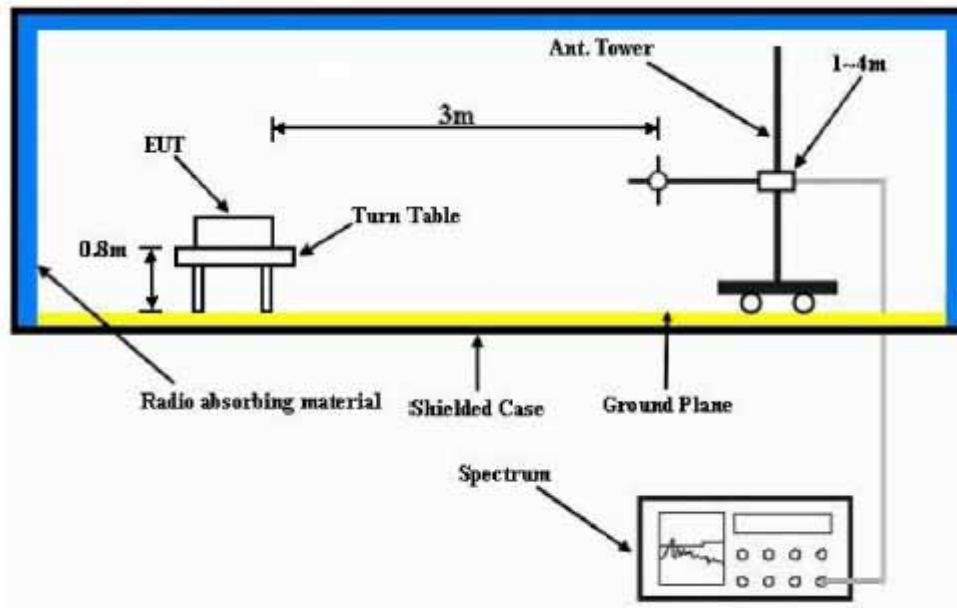 Ant. Tower
1~4m
3m
EUT
Turn Table
0.8m
Radio absorbing material
Shielded Case
Ground Plane
Spectrum